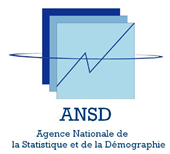 ANSD
Agence Nationale de
la Statistique et de la Démographie